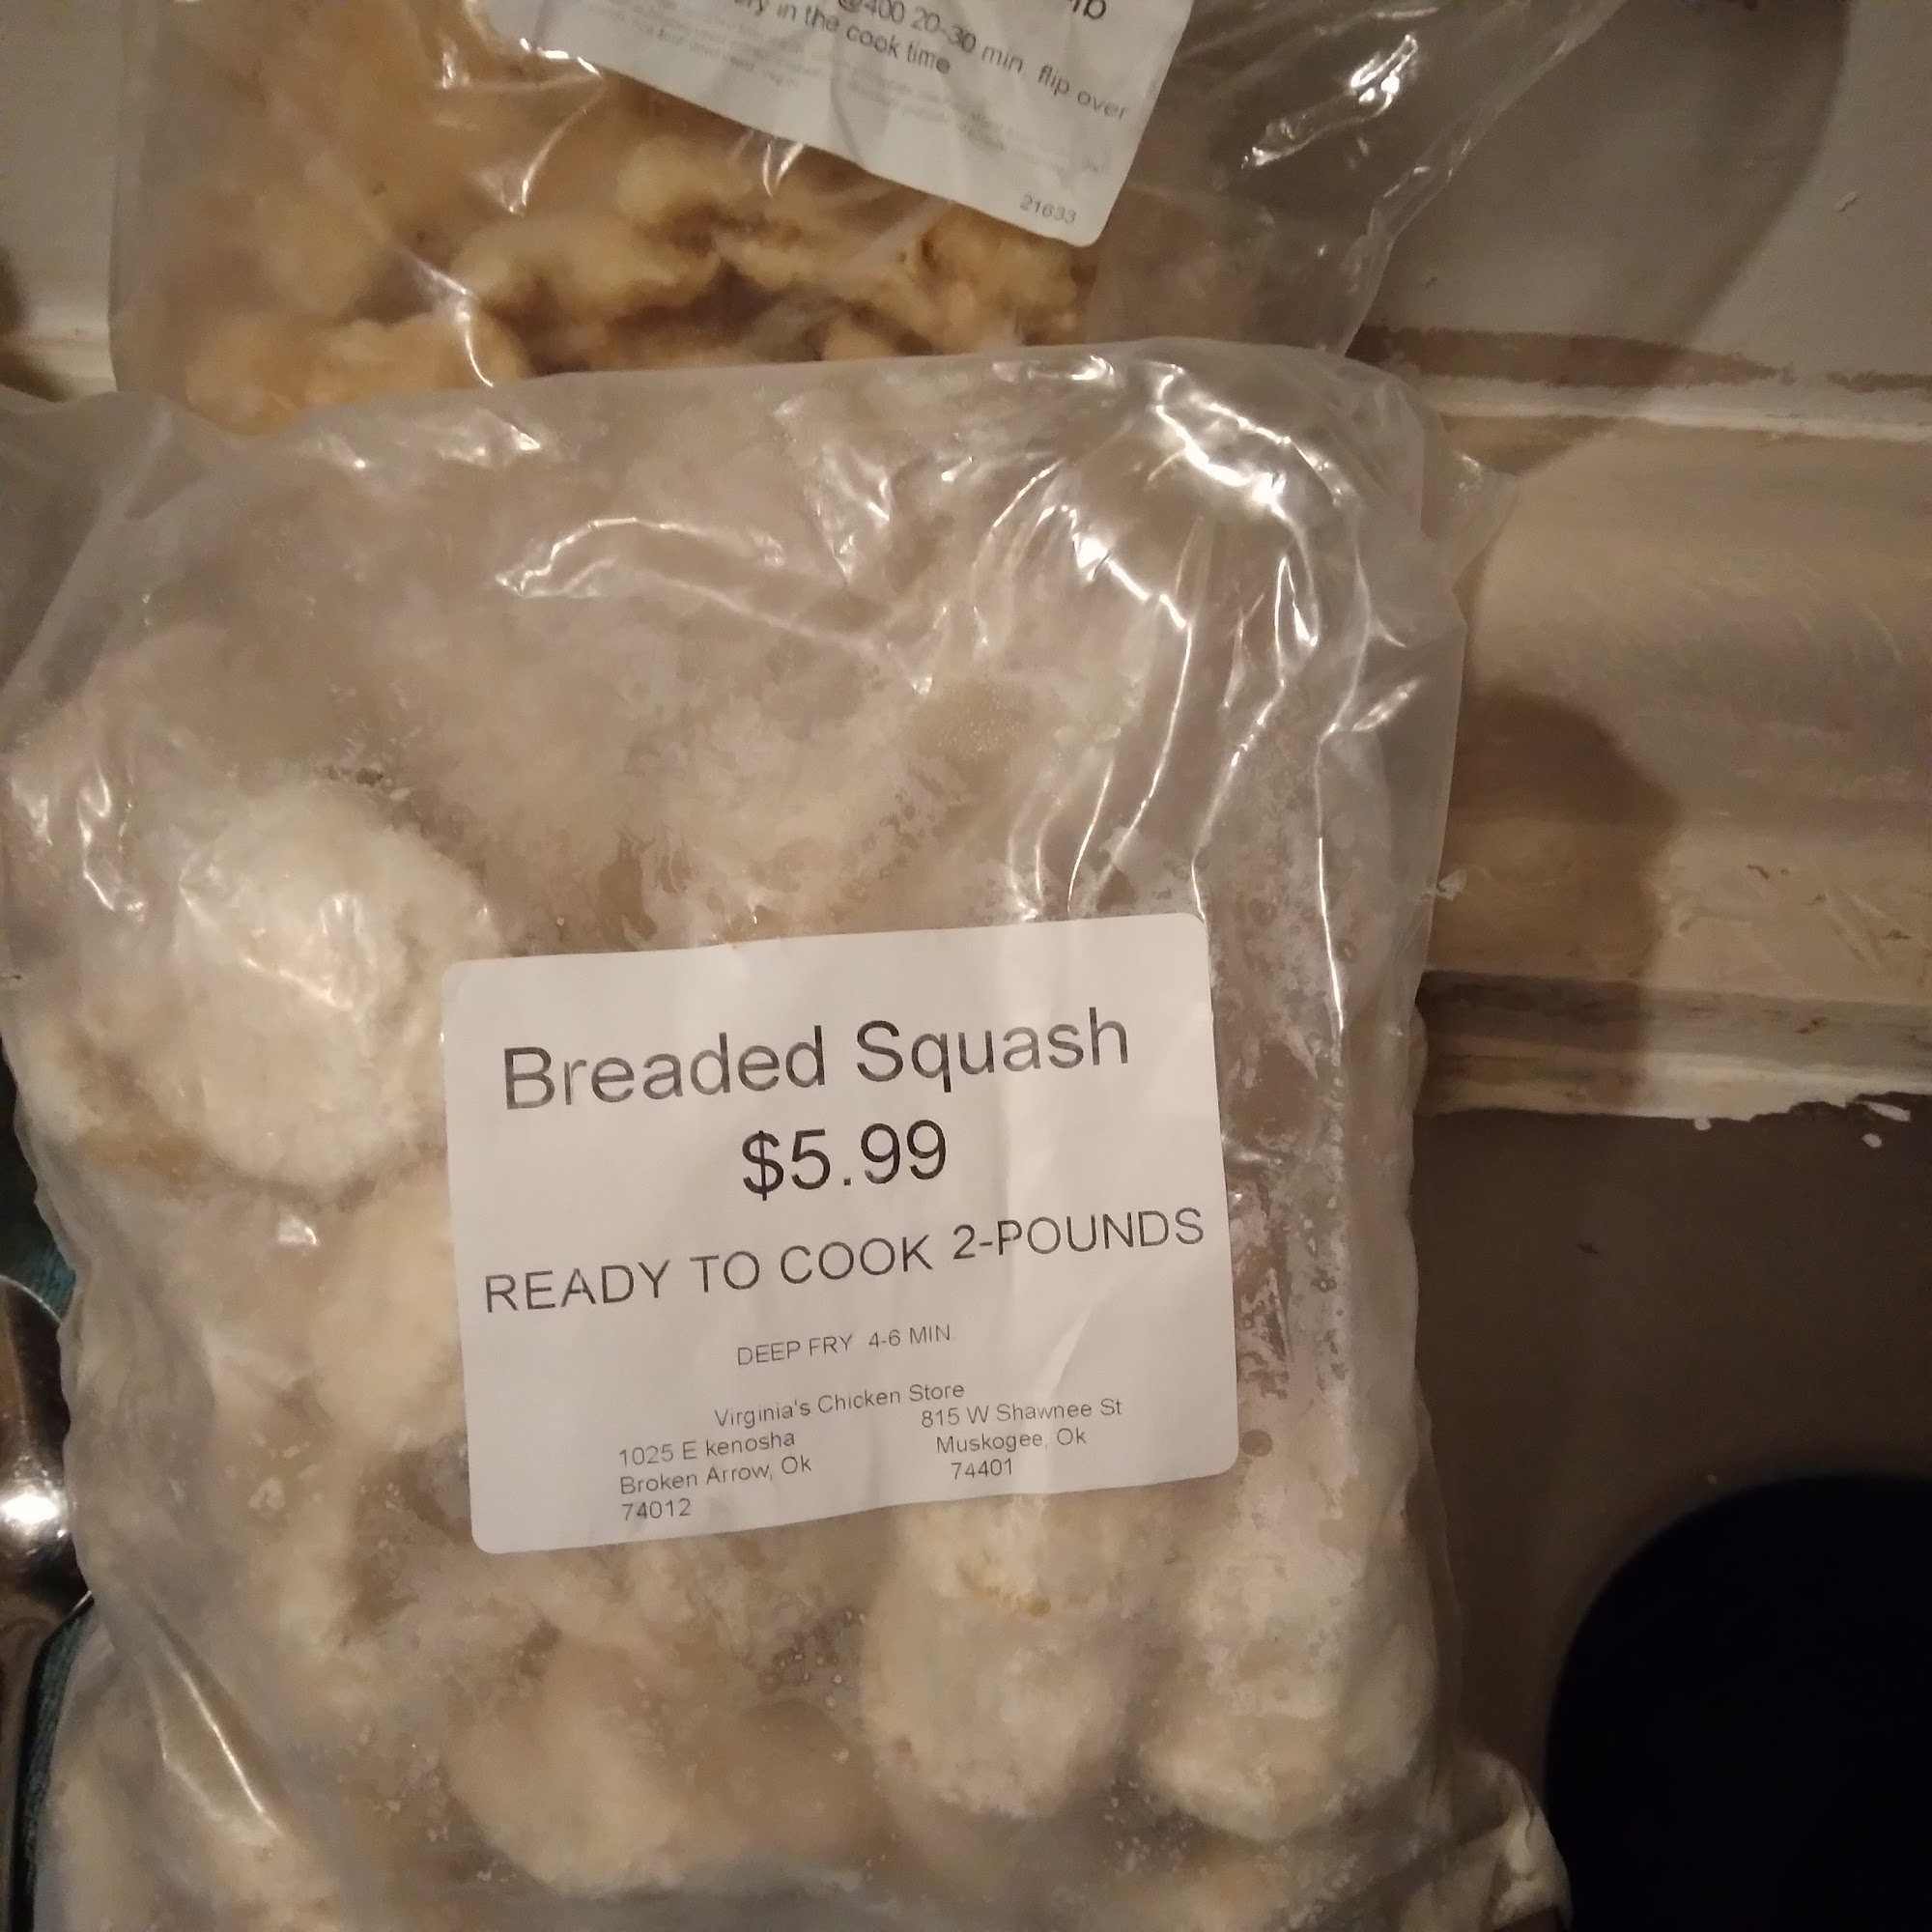 lb
@400 20-30 min. flip over
in the cook time
21633
Breaded Squash
$5.99
READY TO COOK 2-POUNDS
DEEP FRY 4-6 MIN.
Virginia's Chicken Store
1025 E kenosha
Broken Arrow, Ok
74012
815 W Shawnee St
Muskogee, Ok
74401